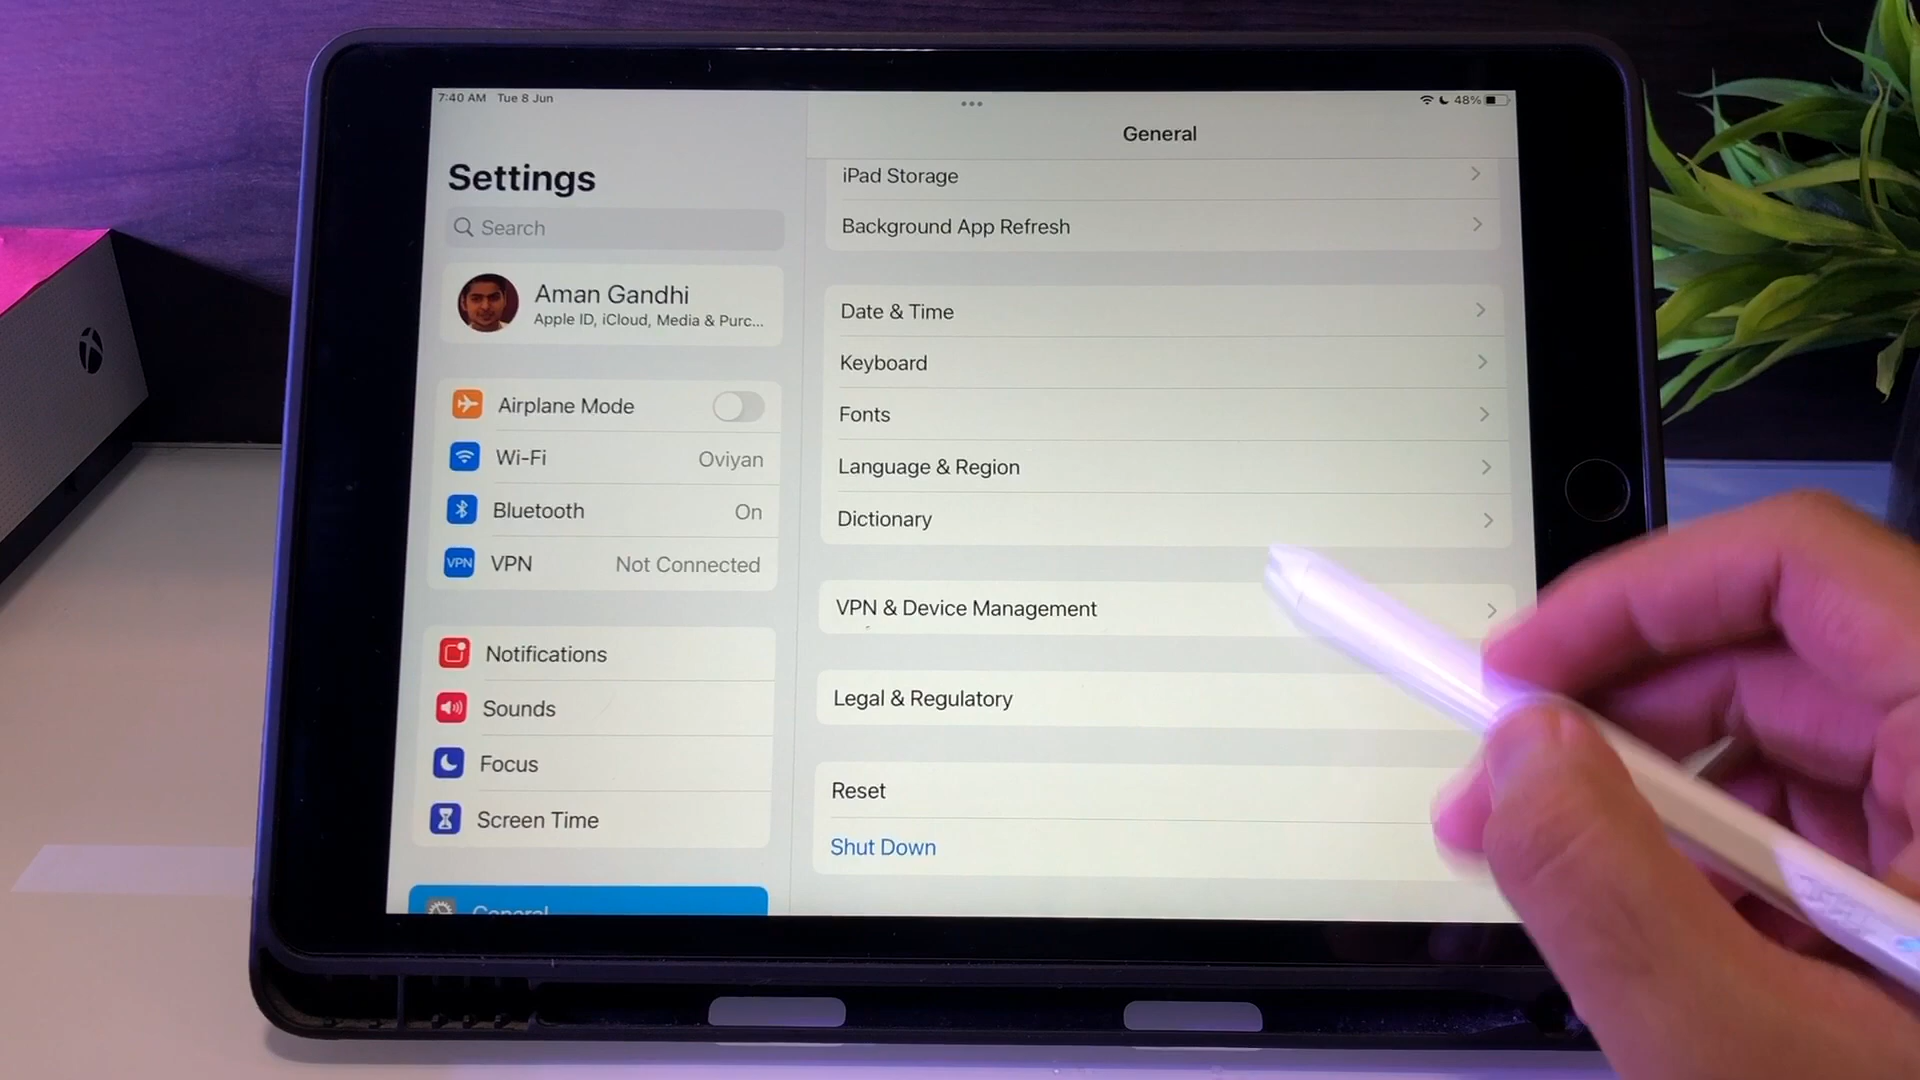 7:40 AM Tue 8 Jun
48%
Settings
Search
Aman Gandhi
Apple ID, iCloud, Media & Purc...
Airplane Mode
Wi-Fi Oviyan
Bluetooth On
VPN VPN Not Connected
Notifications
Sounds
Focus
Screen Time
General
General
iPad Storage
Background App Refresh
Date & Time
Keyboard
Fonts
Language & Region
Dictionary
VPN & Device Management
Legal & Regulatory
Reset
Shut Down